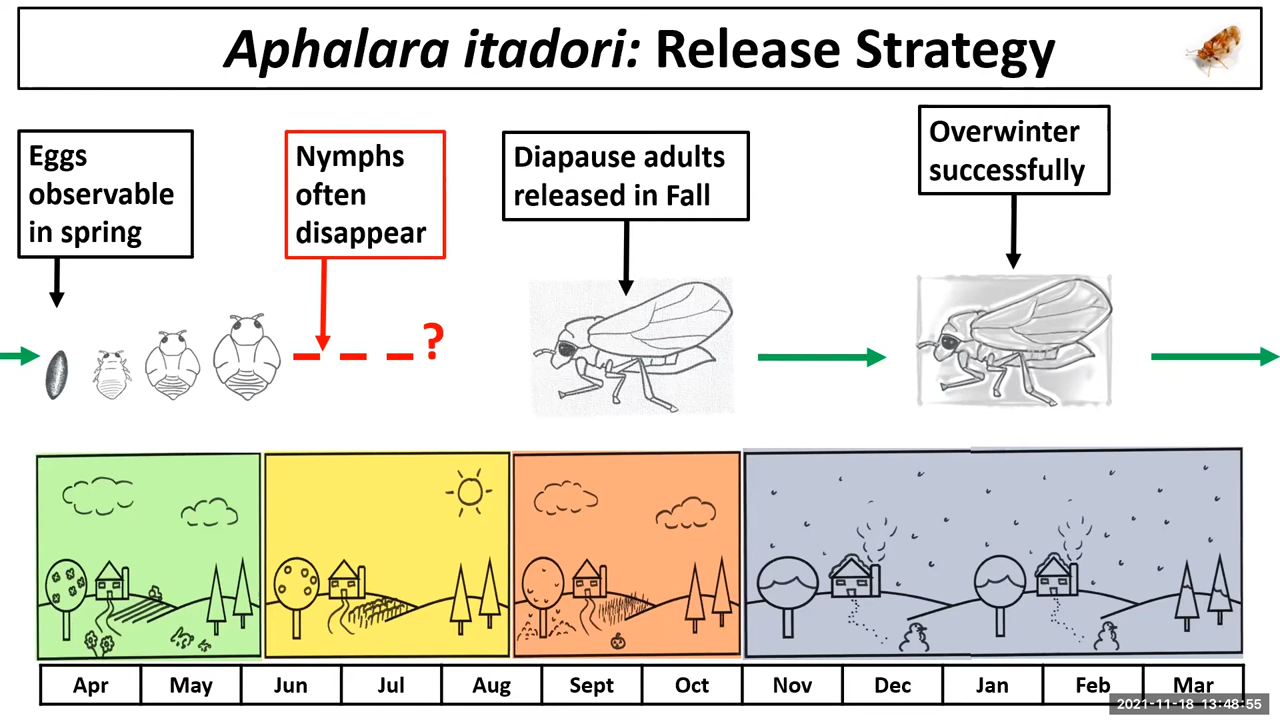 Aphalara itadori: Release Strategy
Eggs
observable
in spring
Nymphs
often
disappear
Diapause adults
released in Fall
Overwinter
successfully
?
Apr May Jun Jul Aug Sept Oct Nov Dec Jan Feb Mar
2021-11-18 13:48:55